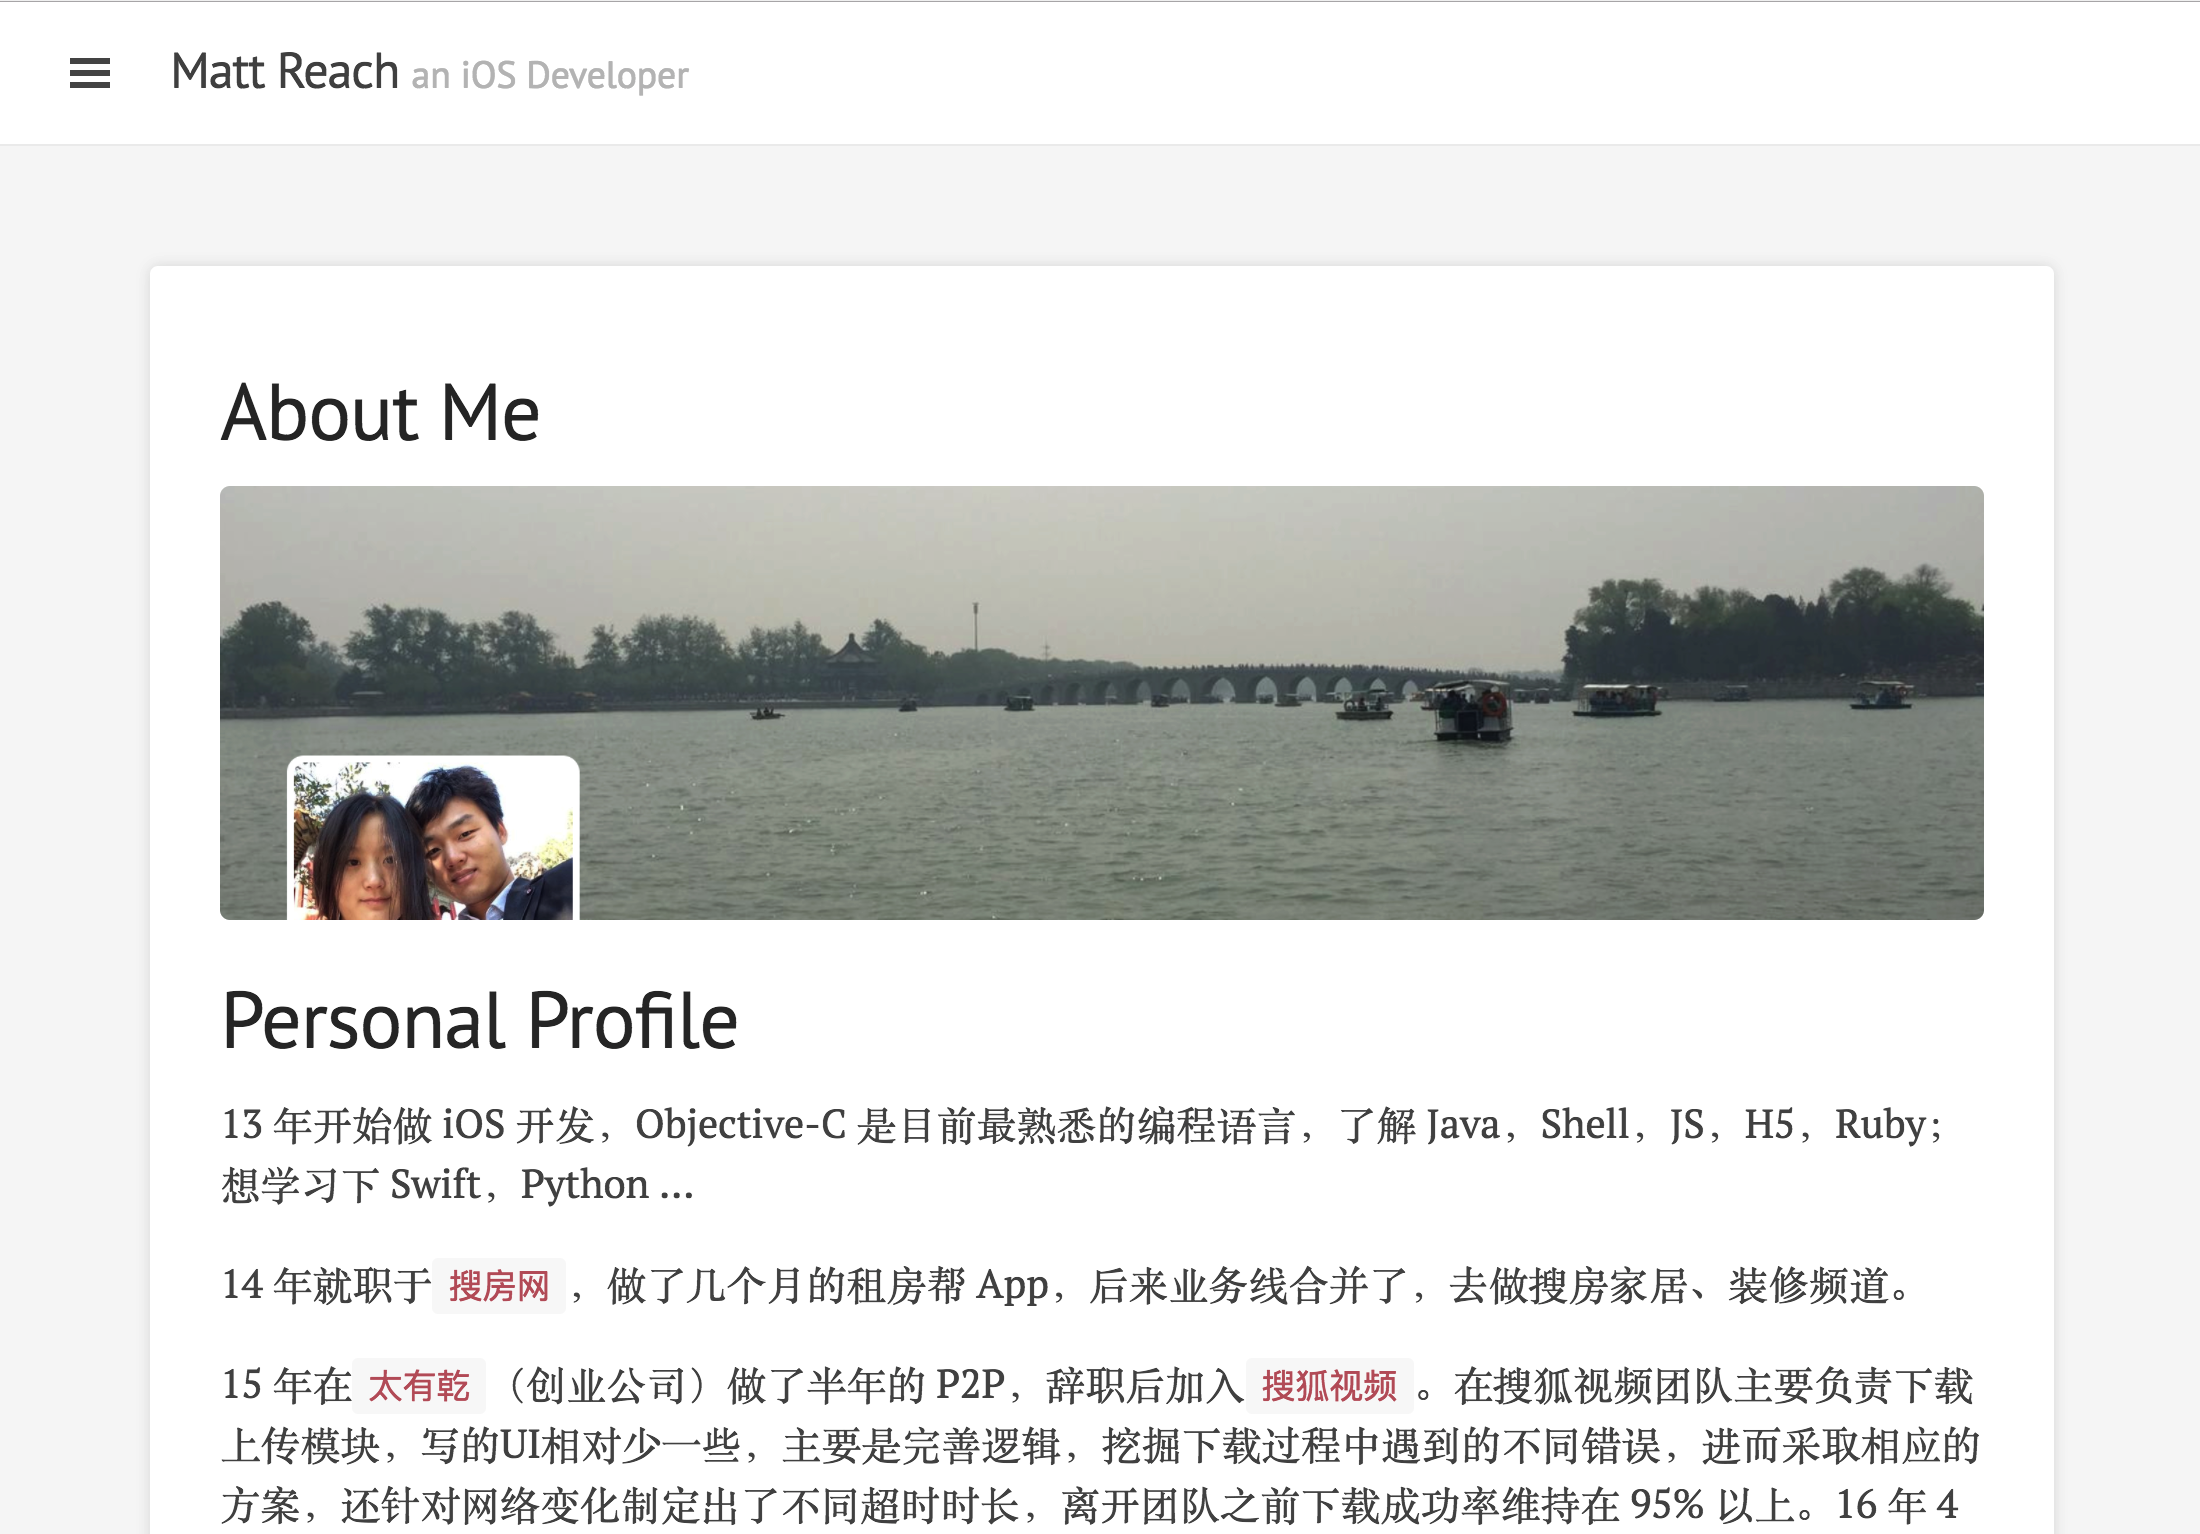 Matt Reach an iOS Developer
About Me
Personal Profile
13 年开始做 iOS 开发，Objective-C 是目前最熟悉的编程语言，了解 Java，Shell，JS，H5，Ruby；
想学习下 Swift，Python ...
14 年就职于 搜房网 ，做了几个月的租房帮 App，后来业务线合并了，去做搜房家居、装修频道。
15 年在 太有乾 （创业公司）做了半年的 P2P，辞职后加入 搜狐视频 。在搜狐视频团队主要负责下载
上传模块，写的UI相对少一些，主要是完善逻辑，挖掘下载过程中遇到的不同错误，进而采取相应的
方案，还针对网络变化制定出了不同超时时长，离开团队之前下载成功率维持在 95% 以上。16 年 4